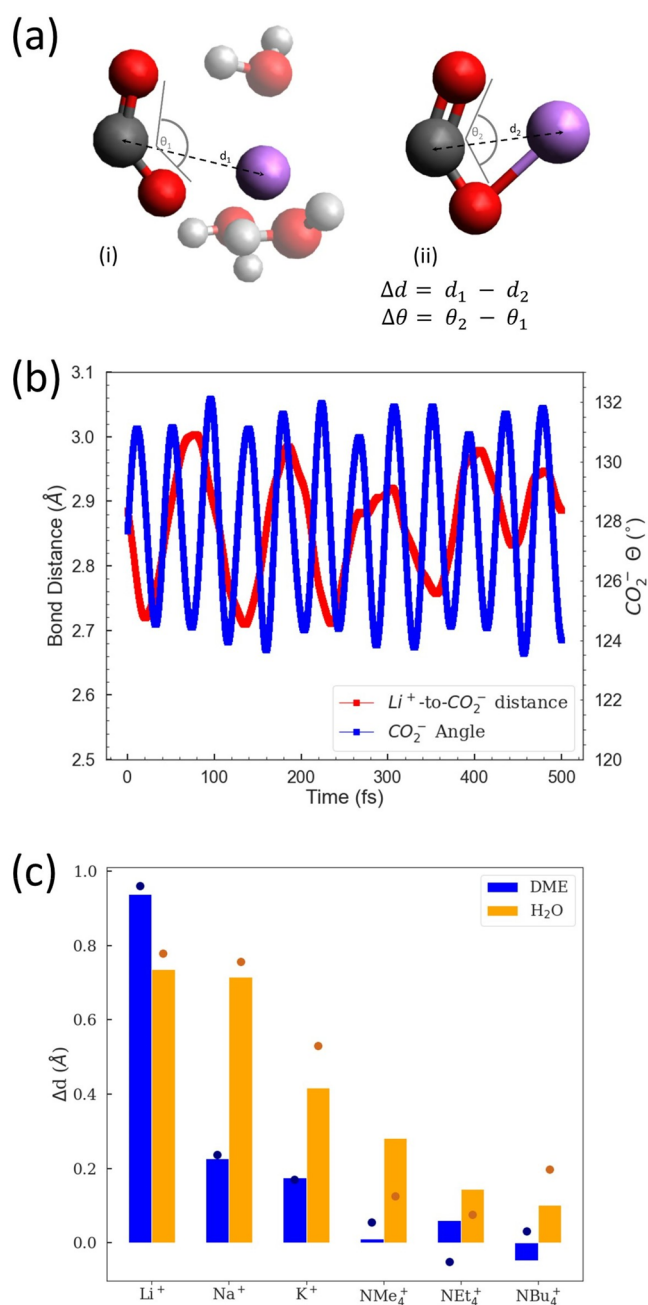 (a)
θ₁
d₁
θ₂
d₂
(i)
(ii)
Δd = d₁ − d₂
Δθ = θ₂ − θ₁
(b)
3.1
3.0
2.9
2.8
2.7
2.6
2.5
Bond Distance (Å)
132
130
128
126
124
122
120
CO₂⁻ Θ (°)
Li⁺-to-CO₂⁻ distance
CO₂⁻ Angle
0 100 200 300 400 500
Time (fs)
(c)
1.0
0.8
0.6
0.4
0.2
0.0
Δd (Å)
DME
H₂O
Li⁺ Na⁺ K⁺ NMe₄⁺ NEt₄⁺ NBu₄⁺